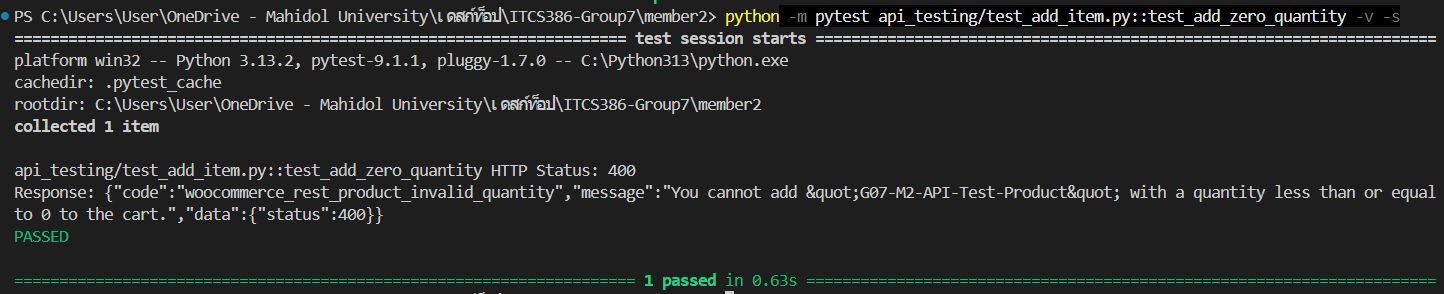 PS C:\Users\User\OneDrive - Mahidol University\เดสก์ท็อป\ITCS386-Group7\member2> python -m pytest api_testing/test_add_item.py::test_add_zero_quantity -v -s
============================= test session starts =============================
platform win32 -- Python 3.13.2, pytest-9.1.1, pluggy-1.7.0 -- C:\Python313\python.exe
cachedir: .pytest_cache
rootdir: C:\Users\User\OneDrive - Mahidol University\เดสก์ท็อป\ITCS386-Group7\member2
collected 1 item
api_testing/test_add_item.py::test_add_zero_quantity HTTP Status: 400
Response: {"code":"woocommerce_rest_product_invalid_quantity","message":"You cannot add &quot;G07-M2-API-Test-Product&quot; with a quantity less than or equal
to 0 to the cart.","data":{"status":400}}
PASSED
============================= 1 passed in 0.63s =============================